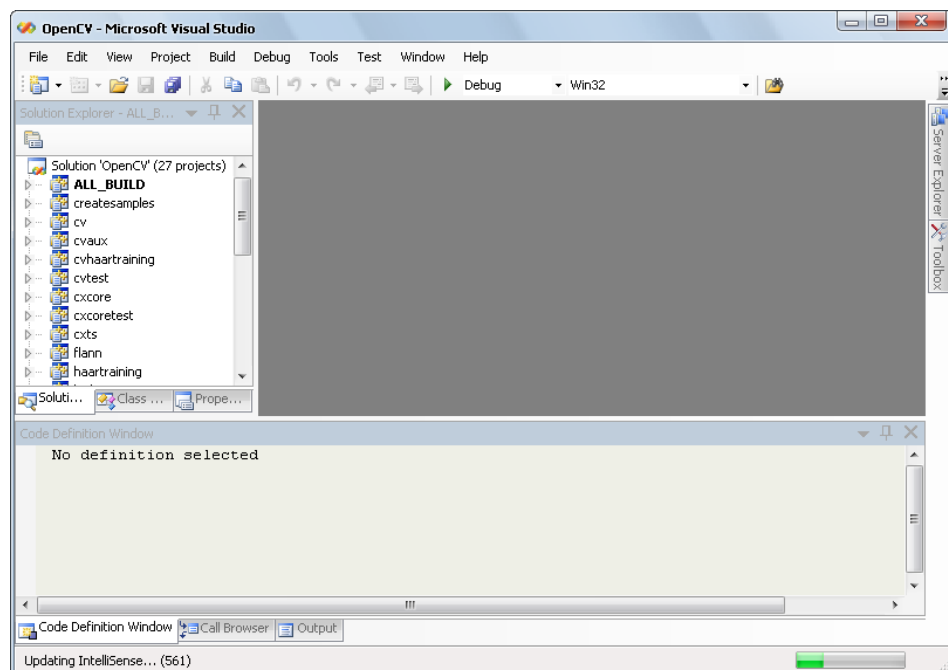 OpenCV - Microsoft Visual Studio
File Edit View Project Build Debug Tools Test Window Help
Debug Win32
Solution Explorer - ALL_B...
Solution 'OpenCV' (27 projects)
ALL_BUILD
createsamples
cv
cvaux
cvhaartraining
cvtest
cxcore
cxcoretest
cxts
flann
haartraining
Soluti... Class ... Prope...
Server Explorer
Toolbox
Code Definition Window
No definition selected
Code Definition Window Call Browser Output
Updating IntelliSense... (561)